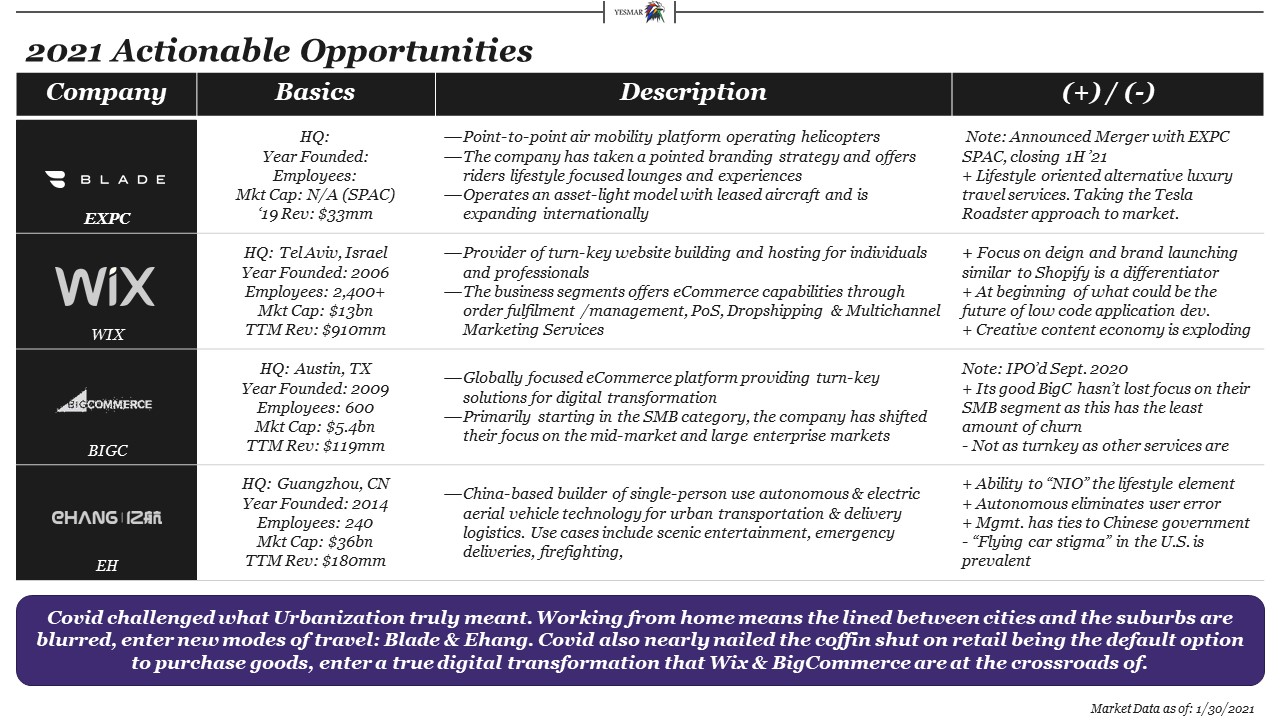 YESMAR
2021 Actionable Opportunities
Company
Basics
Description
(+) / (-)
BLADE
EXPC
HQ:
Year Founded:
Employees:
Mkt Cap: N/A (SPAC)
‘19 Rev: $33mm
—Point-to-point air mobility platform operating helicopters
—The company has taken a pointed branding strategy and offers
riders lifestyle focused lounges and experiences
—Operates an asset-light model with leased aircraft and is
expanding internationally
Note: Announced Merger with EXPC
SPAC, closing 1H ’21
+ Lifestyle oriented alternative luxury
travel services. Taking the Tesla
Roadster approach to market.
WiX
WIX
HQ: Tel Aviv, Israel
Year Founded: 2006
Employees: 2,400+
Mkt Cap: $13bn
TTM Rev: $910mm
—Provider of turn-key website building and hosting for individuals
and professionals
—The business segments offers eCommerce capabilities through
order fulfilment /management, PoS, Dropshipping & Multichannel
Marketing Services
+ Focus on deign and brand launching
similar to Shopify is a differentiator
+ At beginning of what could be the
future of low code application dev.
+ Creative content economy is exploding
BIGCOMMERCE
BIGC
HQ: Austin, TX
Year Founded: 2009
Employees: 600
Mkt Cap: $5.4bn
TTM Rev: $119mm
—Globally focused eCommerce platform providing turn-key
solutions for digital transformation
—Primarily starting in the SMB category, the company has shifted
their focus on the mid-market and large enterprise markets
Note: IPO’d Sept. 2020
+ Its good BigC hasn’t lost focus on their
SMB segment as this has the least
amount of churn
- Not as turnkey as other services are
EHANG 亿航
EH
HQ: Guangzhou, CN
Year Founded: 2014
Employees: 240
Mkt Cap: $36bn
TTM Rev: $180mm
—China-based builder of single-person use autonomous & electric
aerial vehicle technology for urban transportation & delivery
logistics. Use cases include scenic entertainment, emergency
deliveries, firefighting,
+ Ability to “NIO” the lifestyle element
+ Autonomous eliminates user error
+ Mgmt. has ties to Chinese government
- “Flying car stigma” in the U.S. is
prevalent
Covid challenged what Urbanization truly meant. Working from home means the lined between cities and the suburbs are
blurred, enter new modes of travel: Blade & Ehang. Covid also nearly nailed the coffin shut on retail being the default option
to purchase goods, enter a true digital transformation that Wix & BigCommerce are at the crossroads of.
Market Data as of: 1/30/2021